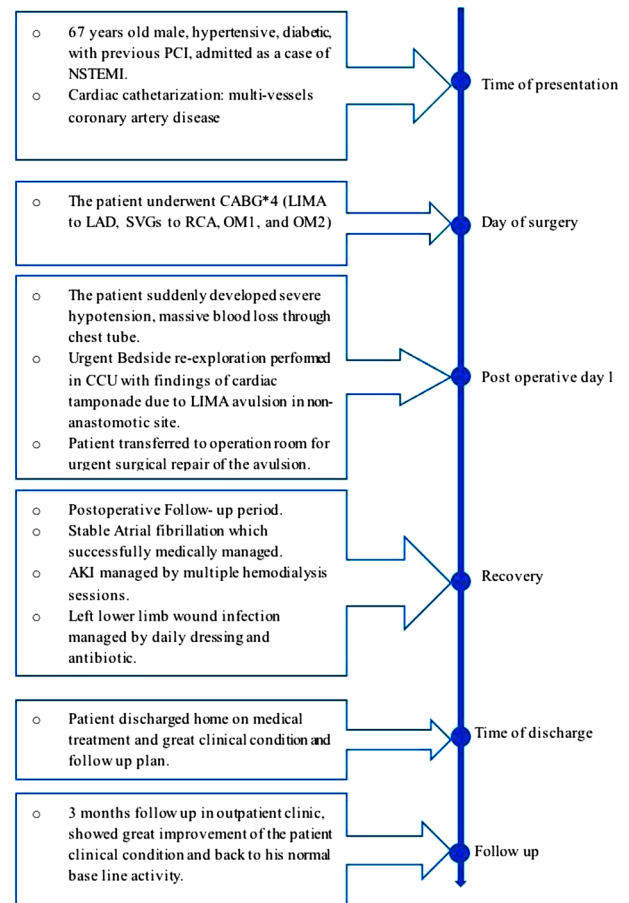 o 67 years old male, hypertensive, diabetic,
with previous PCI, admitted as a case of
NSTEMI.
o Cardiac cathetarization: multi-vessels
coronary artery disease
Time of presentation
o The patient underwent CABG*4 (LIMA
to LAD, SVGs to RCA, OM1, and OM2)
Day of surgery
o The patient suddenly developed severe
hypotension, massive blood loss through
chest tube.
o Urgent Bedside re-exploration performed
in CCU with findings of cardiac
tamponade due to LIMA avulsion in non-
anastomotic site.
o Patient transferred to operation room for
urgent surgical repair of the avulsion.
Post operative day 1
o Postoperative Follow- up period.
o Stable Atrial fibrillation which
successfully medically managed.
o AKI managed by multiple hemodialysis
sessions.
o Left lower limb wound infection
managed by daily dressing and
antibiotic.
Recovery
o Patient discharged home on medical
treatment and great clinical condition and
follow up plan.
Time of discharge
o 3 months follow up in outpatient clinic,
showed great improvement of the patient
clinical condition and back to his normal
base line activity.
Follow up